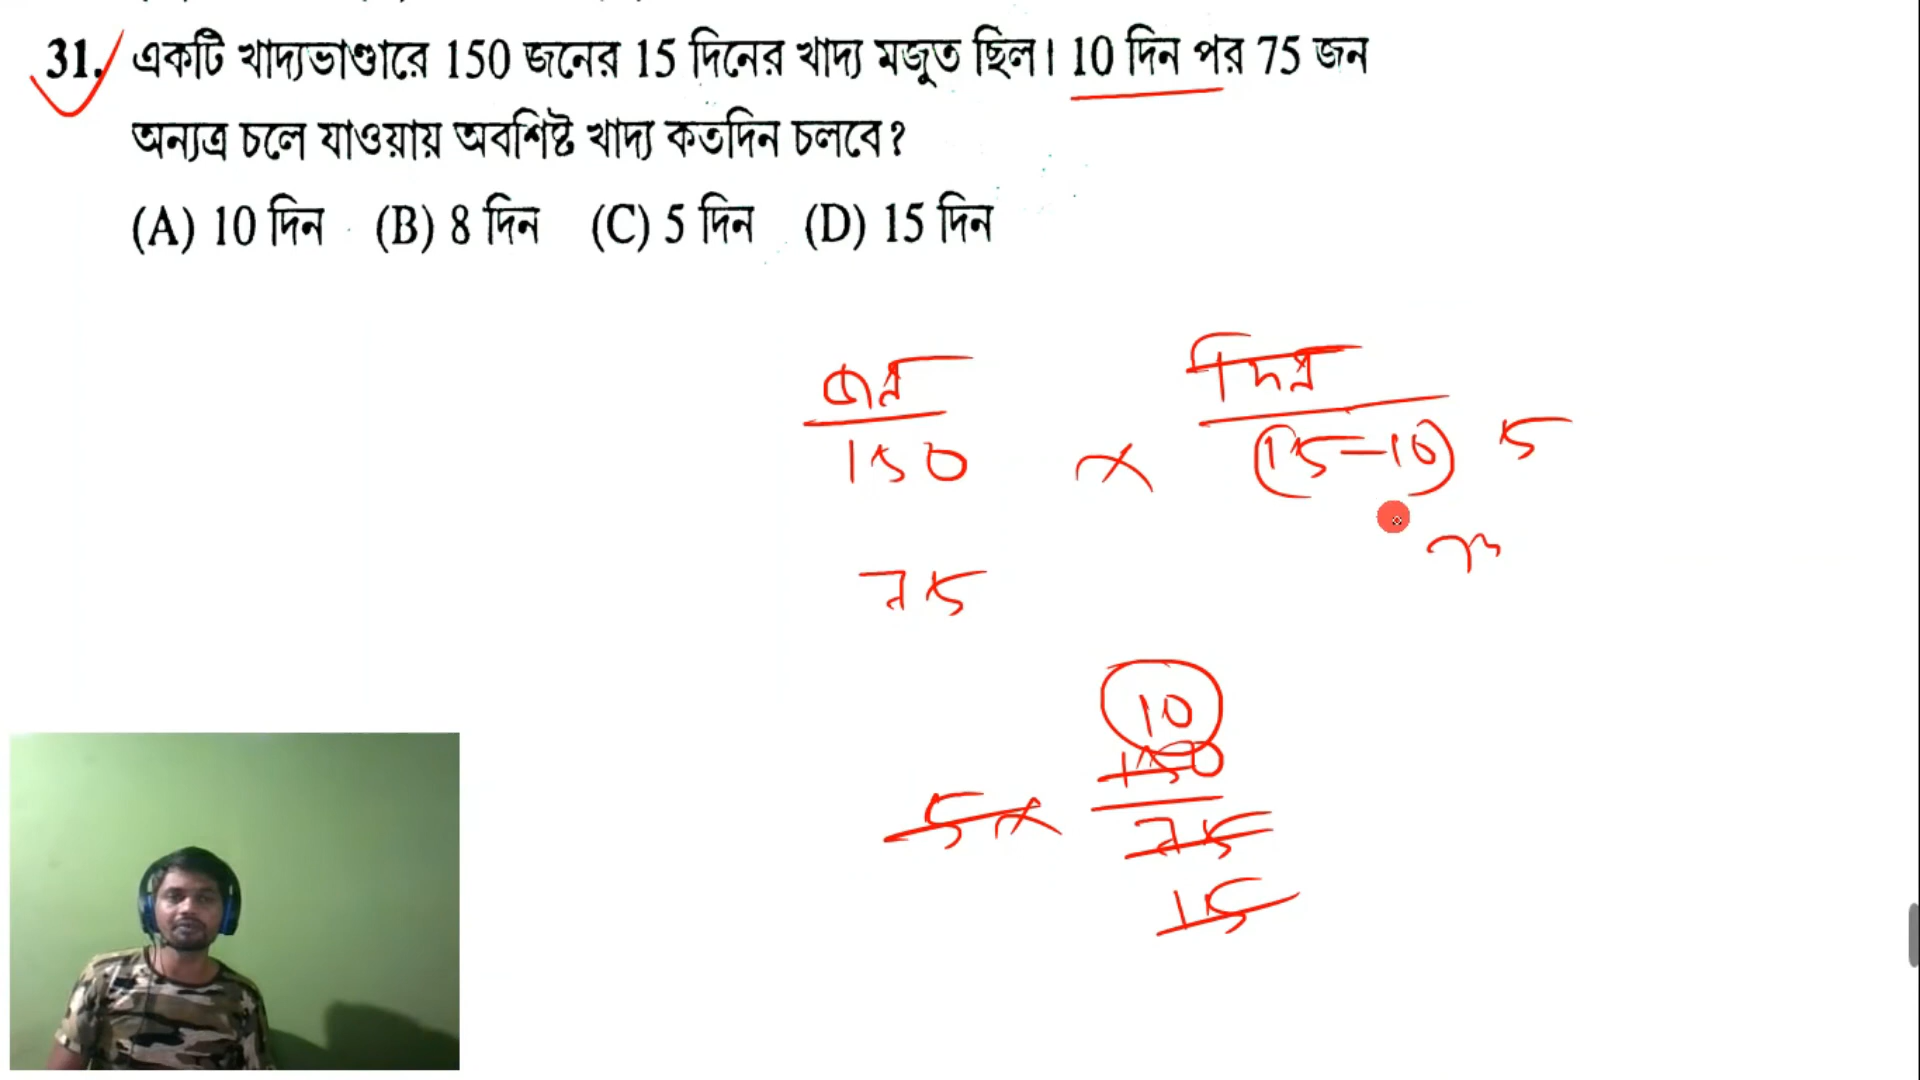 31. একটি খাদ্যভাণ্ডারে 150 জনের 15 দিনের খাদ্য মজুত ছিল। 10 দিন পর 75 জন
অন্যত্র চলে যাওয়ায় অবশিষ্ট খাদ্য কতদিন চলবে?
(A) 10 দিন (B) 8 দিন (C) 5 দিন (D) 15 দিন
জন দিন
150 × (15-10) 5
75
10
150
5 ×
75
15